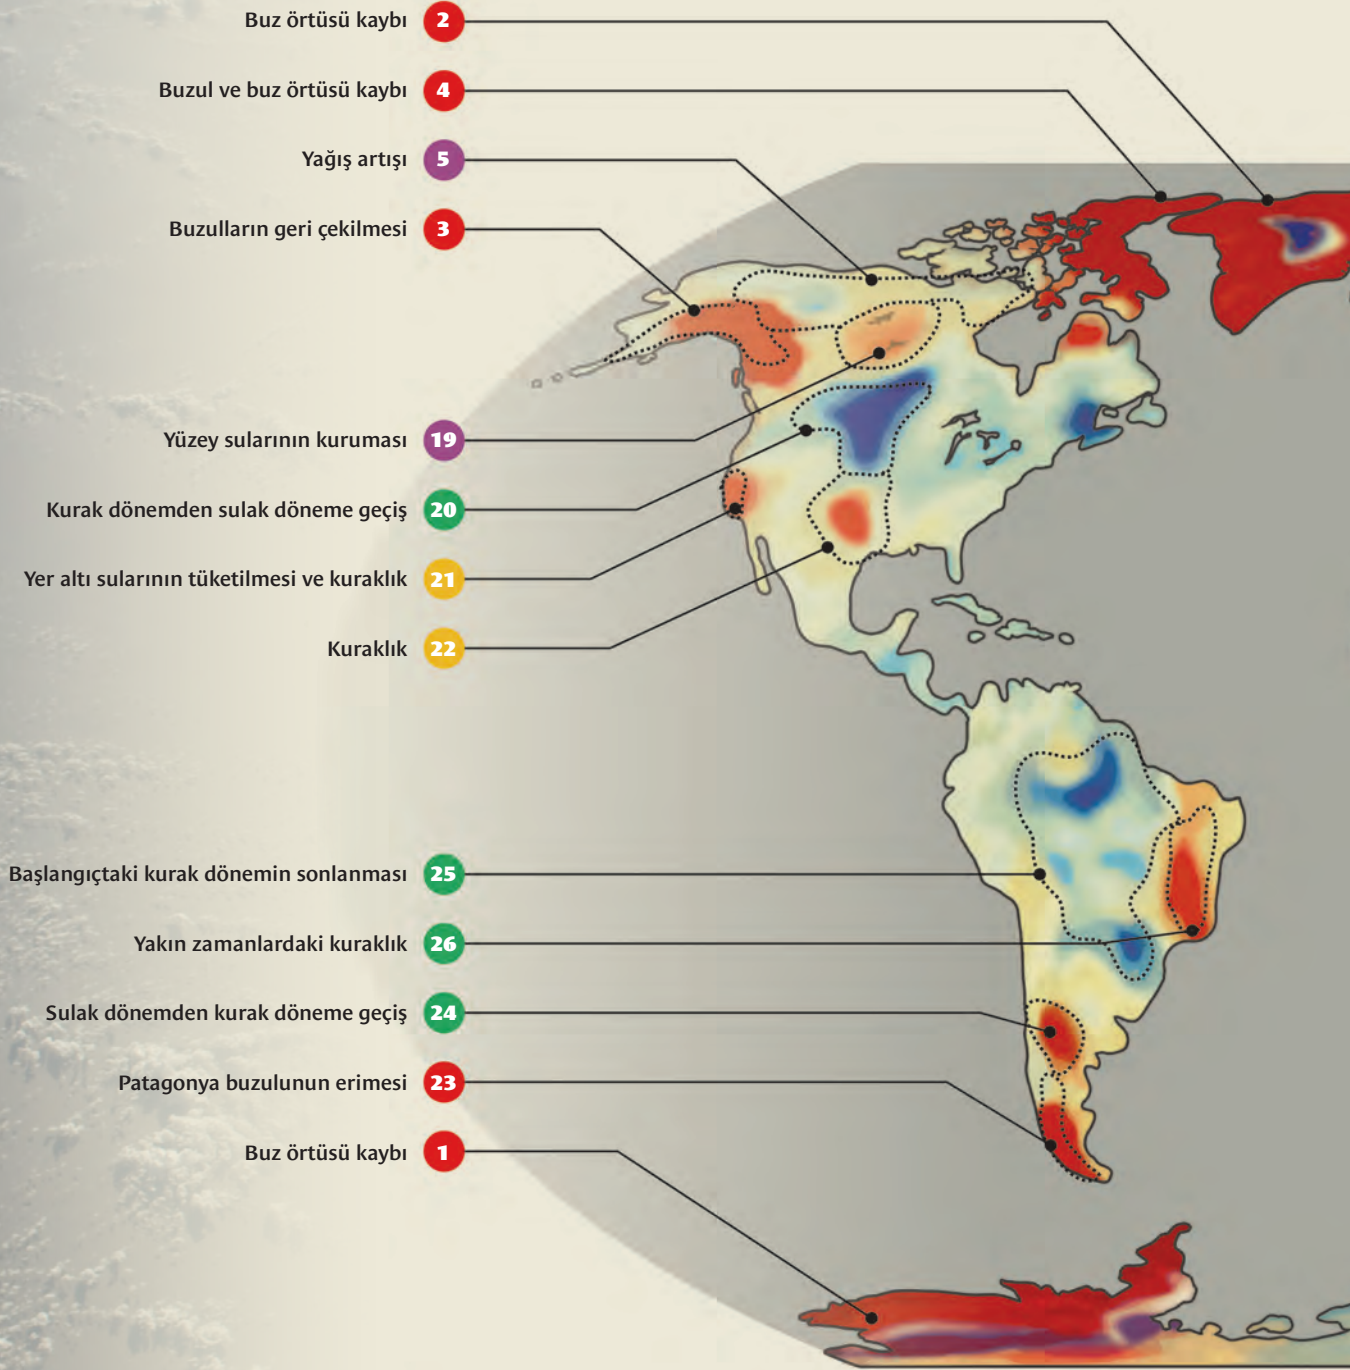 Buz örtüsü kaybı 2
Buzul ve buz örtüsü kaybı 4
Yağış artışı 5
Buzulların geri çekilmesi 3
Yüzey sularının kuruması 19
Kurak dönemden sulak döneme geçiş 20
Yer altı sularının tüketilmesi ve kuraklık 21
Kuraklık 22
Başlangıçtaki kurak dönemin sonlanması 25
Yakın zamanlardaki kuraklık 26
Sulak dönemden kurak döneme geçiş 24
Patagonya buzulunun erimesi 23
Buz örtüsü kaybı 1